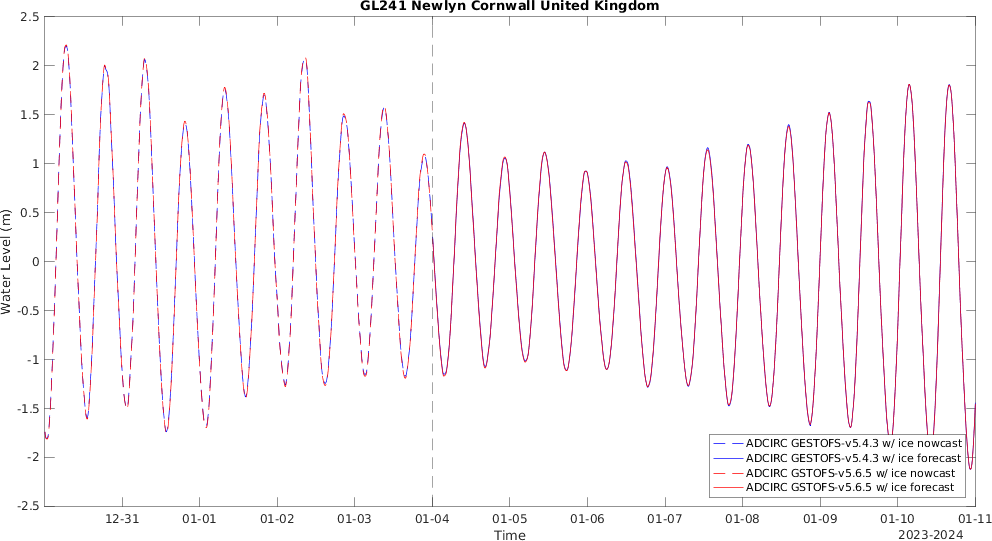 GL241 Newlyn Cornwall United Kingdom
2.5
2
1.5
1
0.5
0
-0.5
-1
-1.5
-2
-2.5
Water Level (m)
ADCIRC GESTOFS-v5.4.3 w/ ice nowcast
ADCIRC GESTOFS-v5.4.3 w/ ice forecast
ADCIRC GSTOFS-v5.6.5 w/ ice nowcast
ADCIRC GSTOFS-v5.6.5 w/ ice forecast
12-31 01-01 01-02 01-03 01-04 01-05 01-06 01-07 01-08 01-09 01-10 01-11
Time
2023-2024